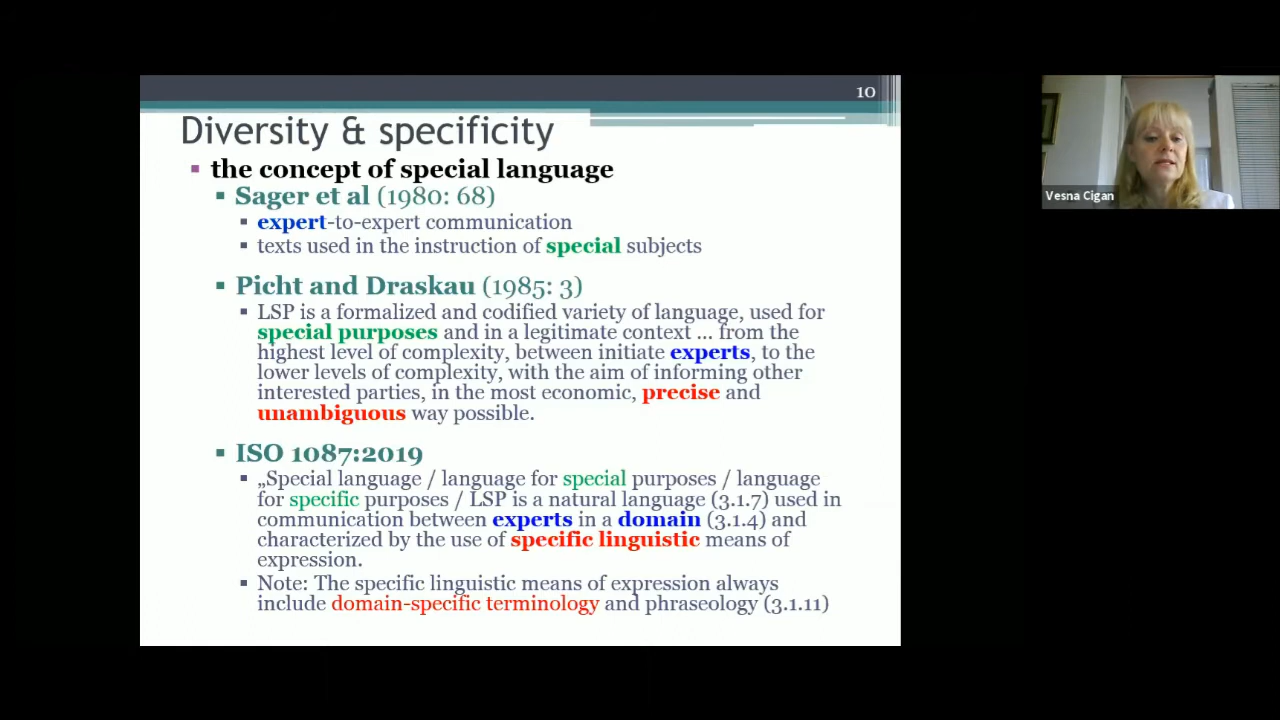 10
Diversity & specificity
the concept of special language
Sager et al (1980: 68)
expert-to-expert communication
texts used in the instruction of special subjects
Picht and Draskau (1985: 3)
LSP is a formalized and codified variety of language, used for
special purposes and in a legitimate context ... from the
highest level of complexity, between initiate experts, to the
lower levels of complexity, with the aim of informing other
interested parties, in the most economic, precise and
unambiguous way possible.
ISO 1087:2019
„Special language / language for special purposes / language
for specific purposes / LSP is a natural language (3.1.7) used in
communication between experts in a domain (3.1.4) and
characterized by the use of specific linguistic means of
expression.
Note: The specific linguistic means of expression always
include domain-specific terminology and phraseology (3.1.11)
Vesna Cigan